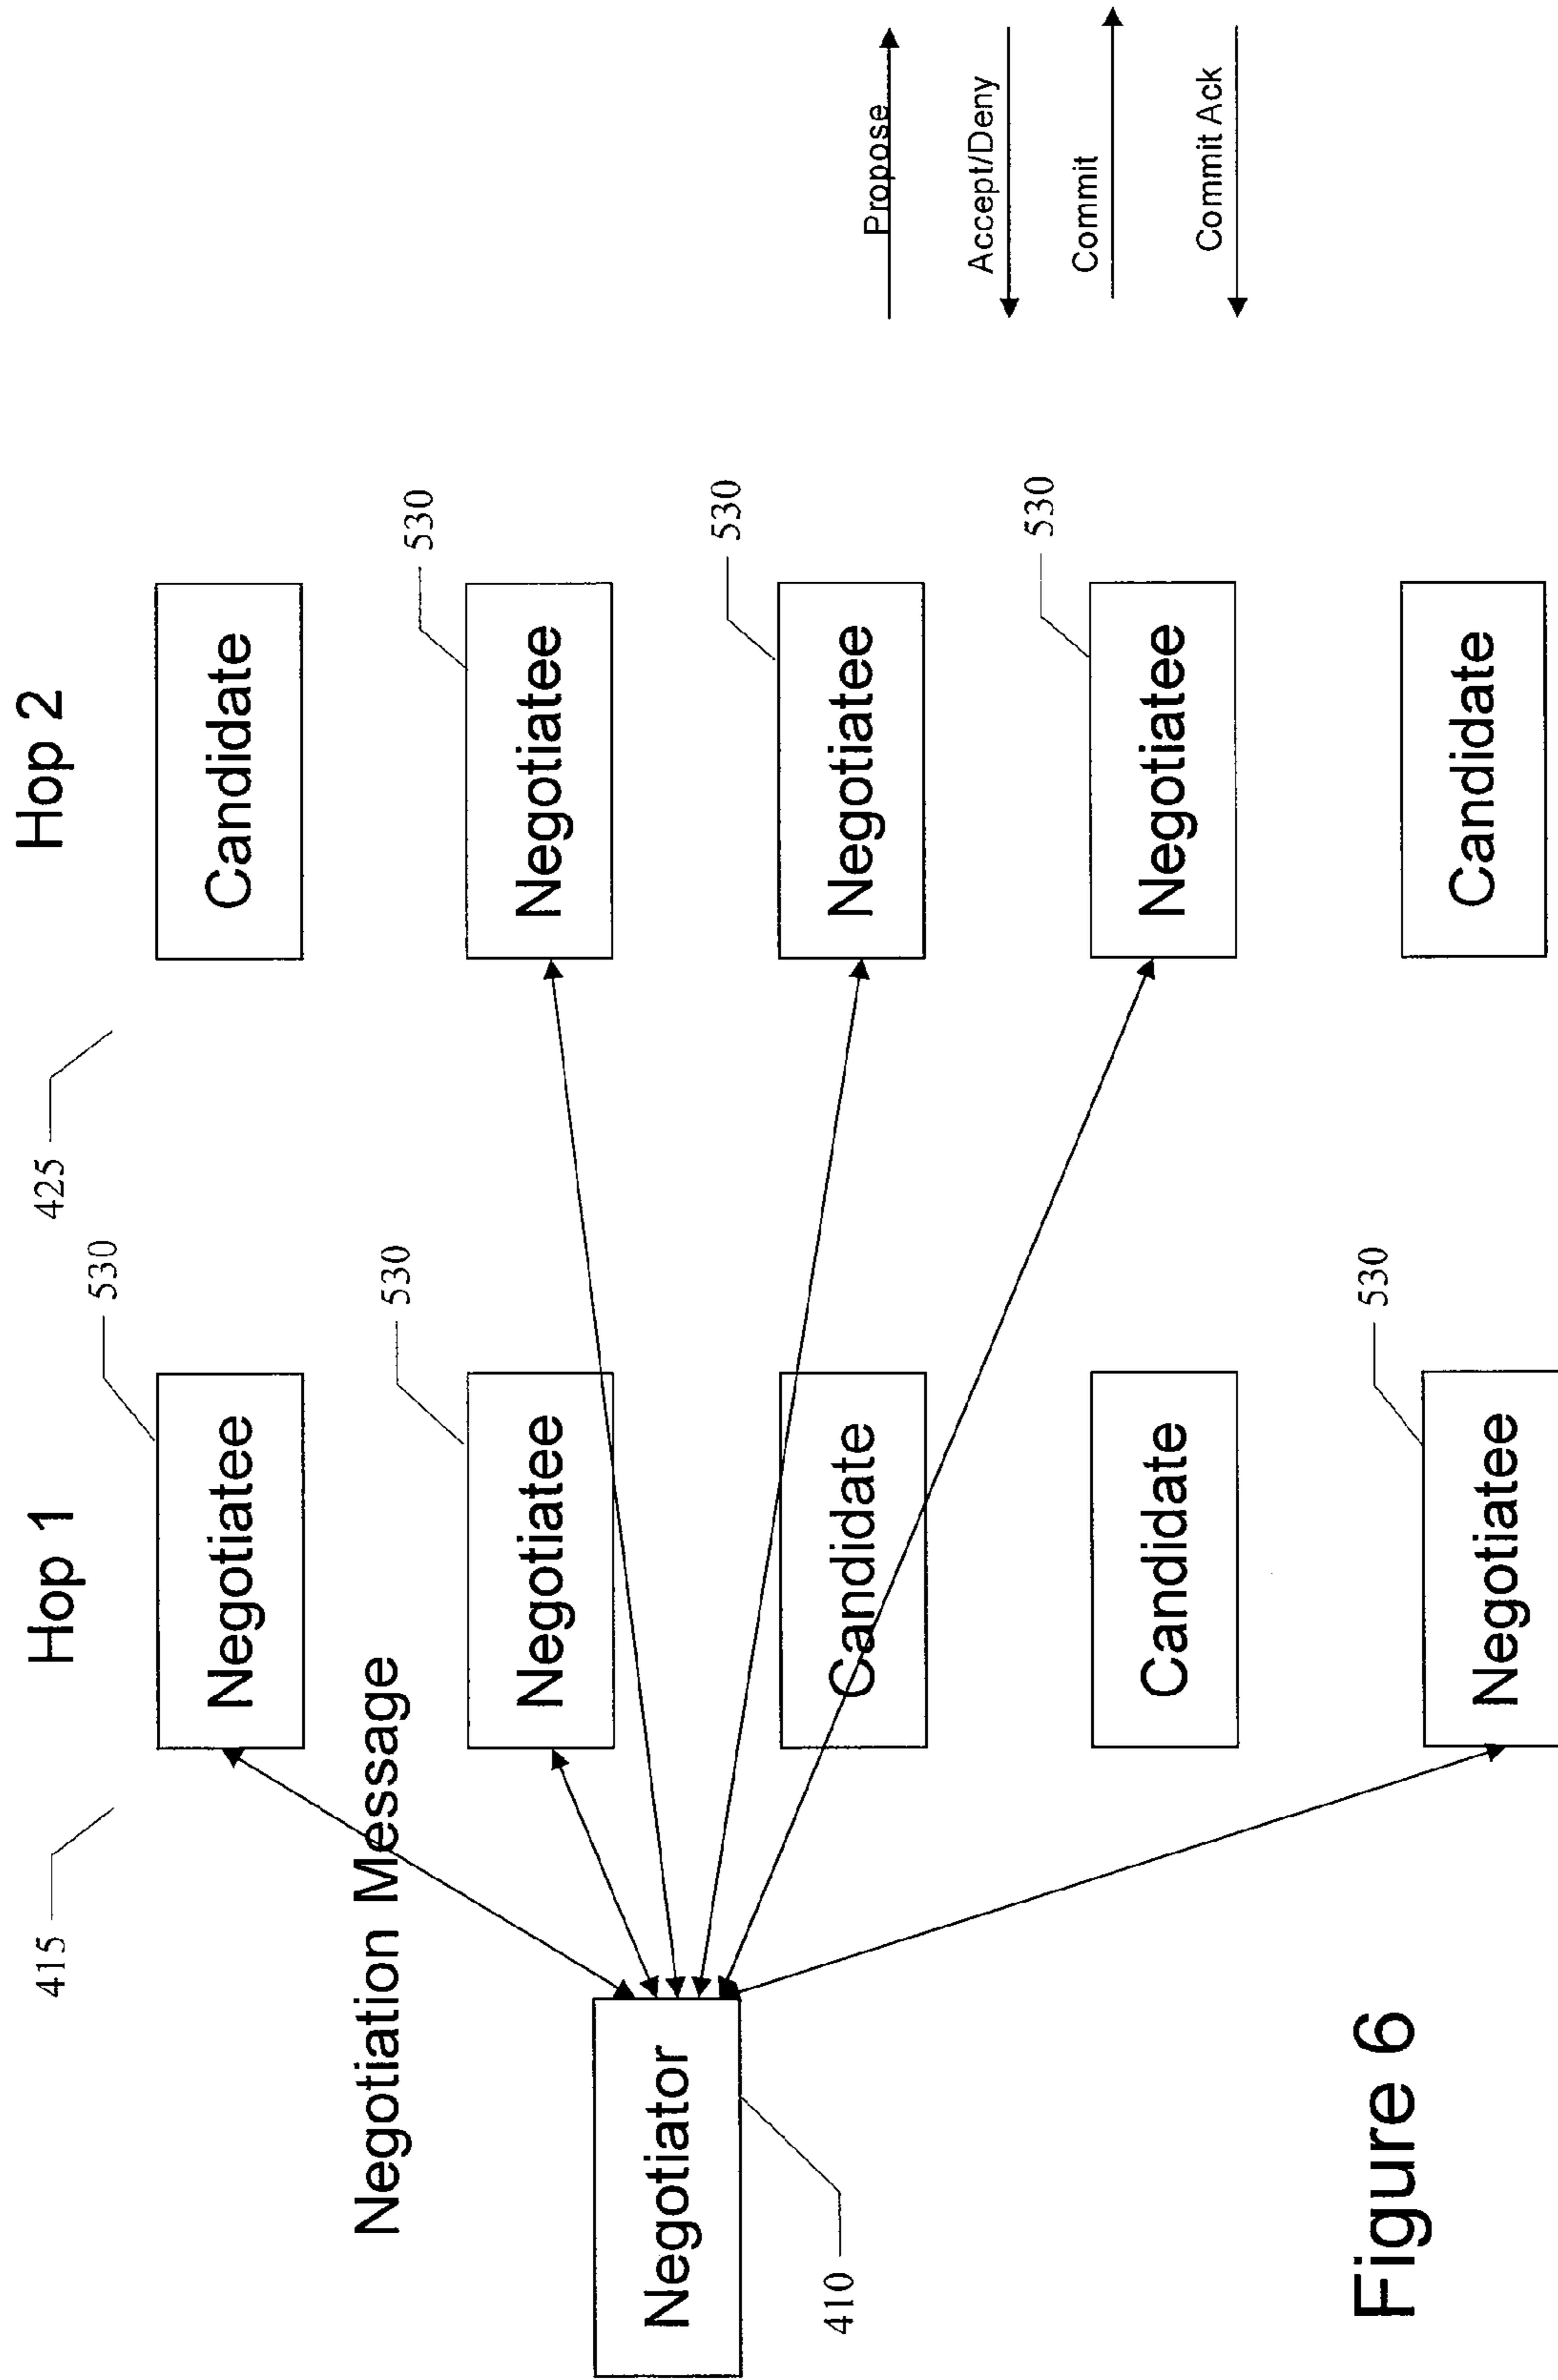 Hop 1
Hop 2
415
425
530
Negotiatee
Candidate
Negotiation Message
530
530
Negotiatee
Negotiatee
Negotiator
410
530
Candidate
Negotiatee
530
Candidate
Negotiatee
530
Negotiatee
Candidate
Propose
Accept/Deny
Commit
Commit Ack
Figure 6